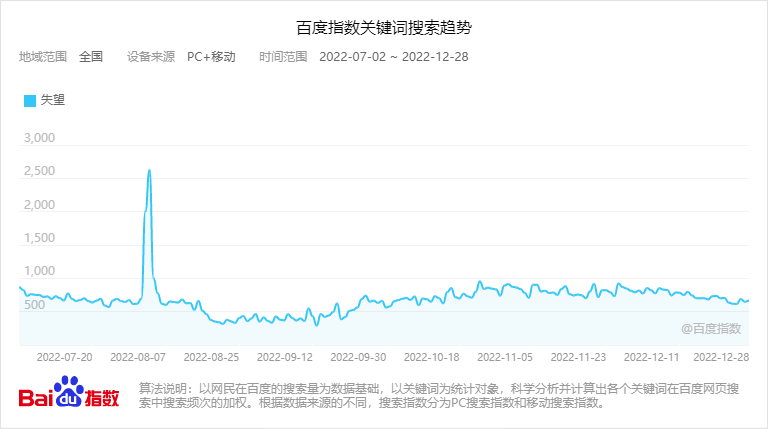 百度指数关键词搜索趋势
地域范围 全国 设备来源 PC+移动 时间范围 2022-07-02 ~ 2022-12-28
失望
3,000
2,500
2,000
1,500
1,000
500
@百度指数
2022-07-20 2022-08-07 2022-08-25 2022-09-12 2022-09-30 2022-10-18 2022-11-05 2022-11-23 2022-12-11 2022-12-28
Bai du 指数
算法说明：以网民在百度的搜索量为数据基础，以关键词为统计对象，科学分析并计算出各个关键词在百度网页搜
索中搜索频次的加权。根据数据来源的不同，搜索指数分为PC搜索指数和移动搜索指数。